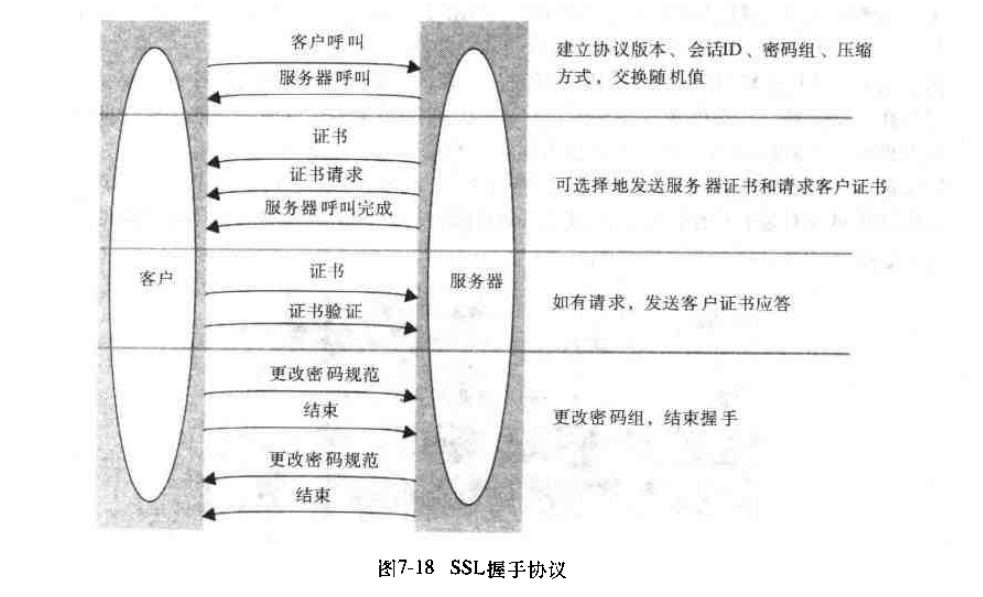 客户呼叫
服务器呼叫
建立协议版本、会话ID、密码组、压缩
方式，交换随机值
证书
证书请求
服务器呼叫完成
可选择地发送服务器证书和请求客户证书
客户
服务器
证书
证书验证
如有请求，发送客户证书应答
更改密码规范
结束
更改密码规范
结束
更改密码组，结束握手
图7-18 SSL握手协议